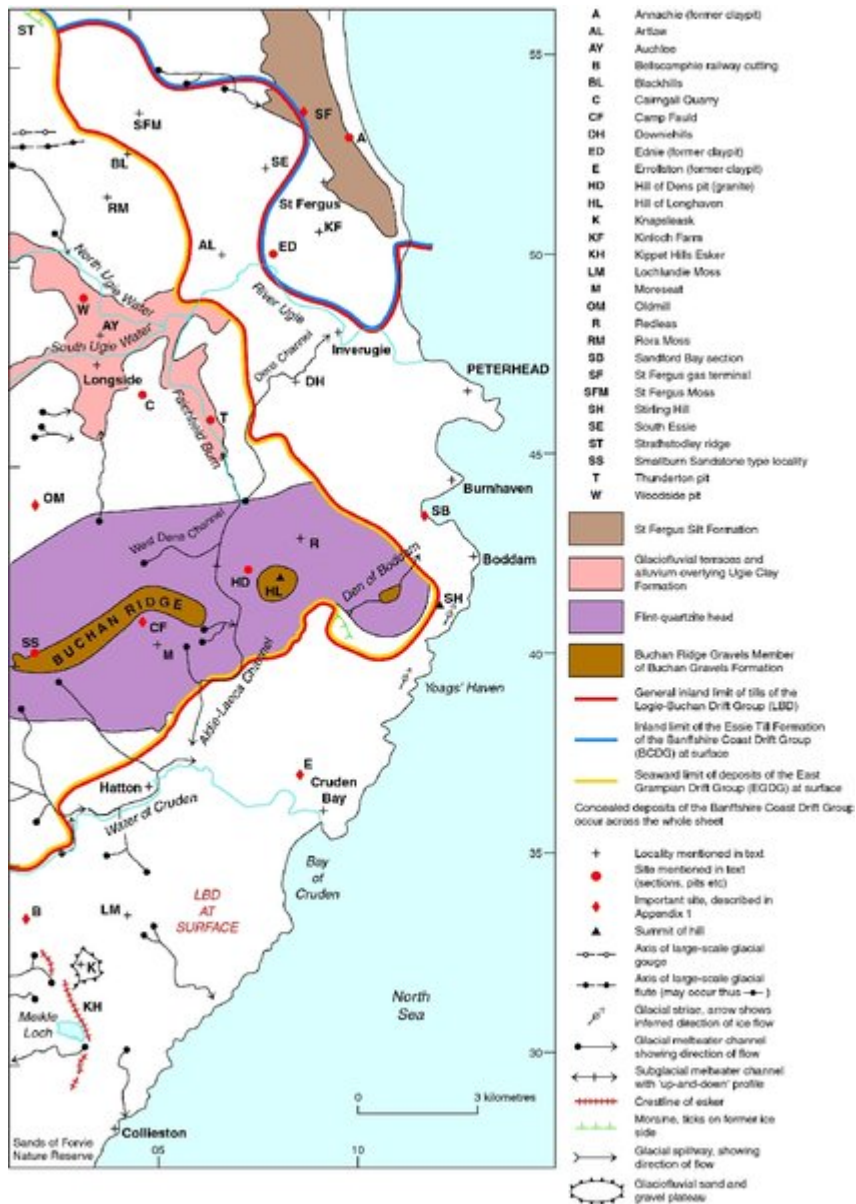 ST
55
SFM
SF
A
BL
SE
RM
St Fergus
KF
AL
ED
50
North Ugie Water
River Ugie
W
AY
South Ugie Water
Inverugie
Dens Channel
Longside
DH
PETERHEAD
C
Faichfield Burn
T
45
Burnhaven
OM
SB
West Dens Channel
R
Boddam
HD
HL
Den of Boddam
SH
BUCHAN RIDGE
CF
SS
M
40
Yoags' Haven
Aldie-Laeca Channel
E
Hatton
Cruden
Bay
Water of Cruden
35
Bay
of
Cruden
B
LM
LBD
AT
SURFACE
K
KH
North
Sea
Meikle
Loch
30
0
3 kilometres
Collieston
Sands of Forvie
Nature Reserve
05
10
A Annachie (former claypit)
AL Artlaw
AY Auchlee
B Bellscamphie railway cutting
BL Blackhills
C Cairngall Quarry
CF Camp Fauld
DH Downiehills
ED Ednie (former claypit)
E Errollston (former claypit)
HD Hill of Dens pit (granite)
HL Hill of Longhaven
K Knapsleask
KF Kinloch Farm
KH Kippet Hills Esker
LM Lochlundie Moss
M Moreseat
OM Oldmill
R Redleas
RM Rora Moss
SB Sandford Bay section
SF St Fergus gas terminal
SFM St Fergus Moss
SH Stirling Hill
SE South Essie
ST Strathstodley ridge
SS Smallburn Sandstone type locality
T Thunderton pit
W Woodside pit
St Fergus Silt Formation
Glaciofluvial terraces and
alluvium overlying Ugie Clay
Formation
Flint-quartzite head
Buchan Ridge Gravels Member
of Buchan Gravels Formation
General inland limit of tills of the
Logie-Buchan Drift Group (LBD)
Inland limit of the Essie Till Formation
of the Banffshire Coast Drift Group
(BCDG) at surface
Seaward limit of deposits of the East
Grampian Drift Group (EGDG) at surface
Concealed deposits of the Banffshire Coast Drift Group
occur across the whole sheet
Locality mentioned in text
Site mentioned in text
(sections, pits etc)
Important site, described in
Appendix 1
Summit of hill
Axis of large-scale glacial
gouge
Axis of large-scale glacial
flute (may occur thus )
Glacial striae, arrow shows
inferred direction of ice flow
Glacial meltwater channel
showing direction of flow
Subglacial meltwater channel
with 'up-and-down' profile
Crestline of esker
Moraine, ticks on former ice
side
Glacial spillway, showing
direction of flow
Glaciofluvial sand and
gravel plateau